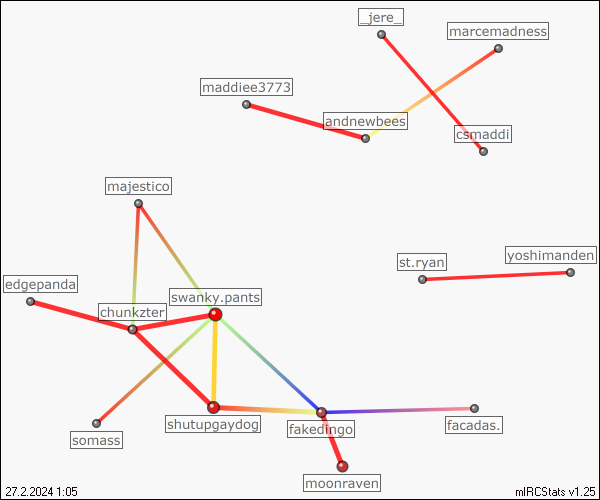 _jere_
marcemadness
maddiee3773
andnewbees
csmaddi
majestico
st.ryan
yoshimanden
edgepanda
swanky.pants
chunkzter
shutupgaydog
fakedingo
facadas.
somass
moonraven
27.2.2024 1:05
mIRCStats v1.25